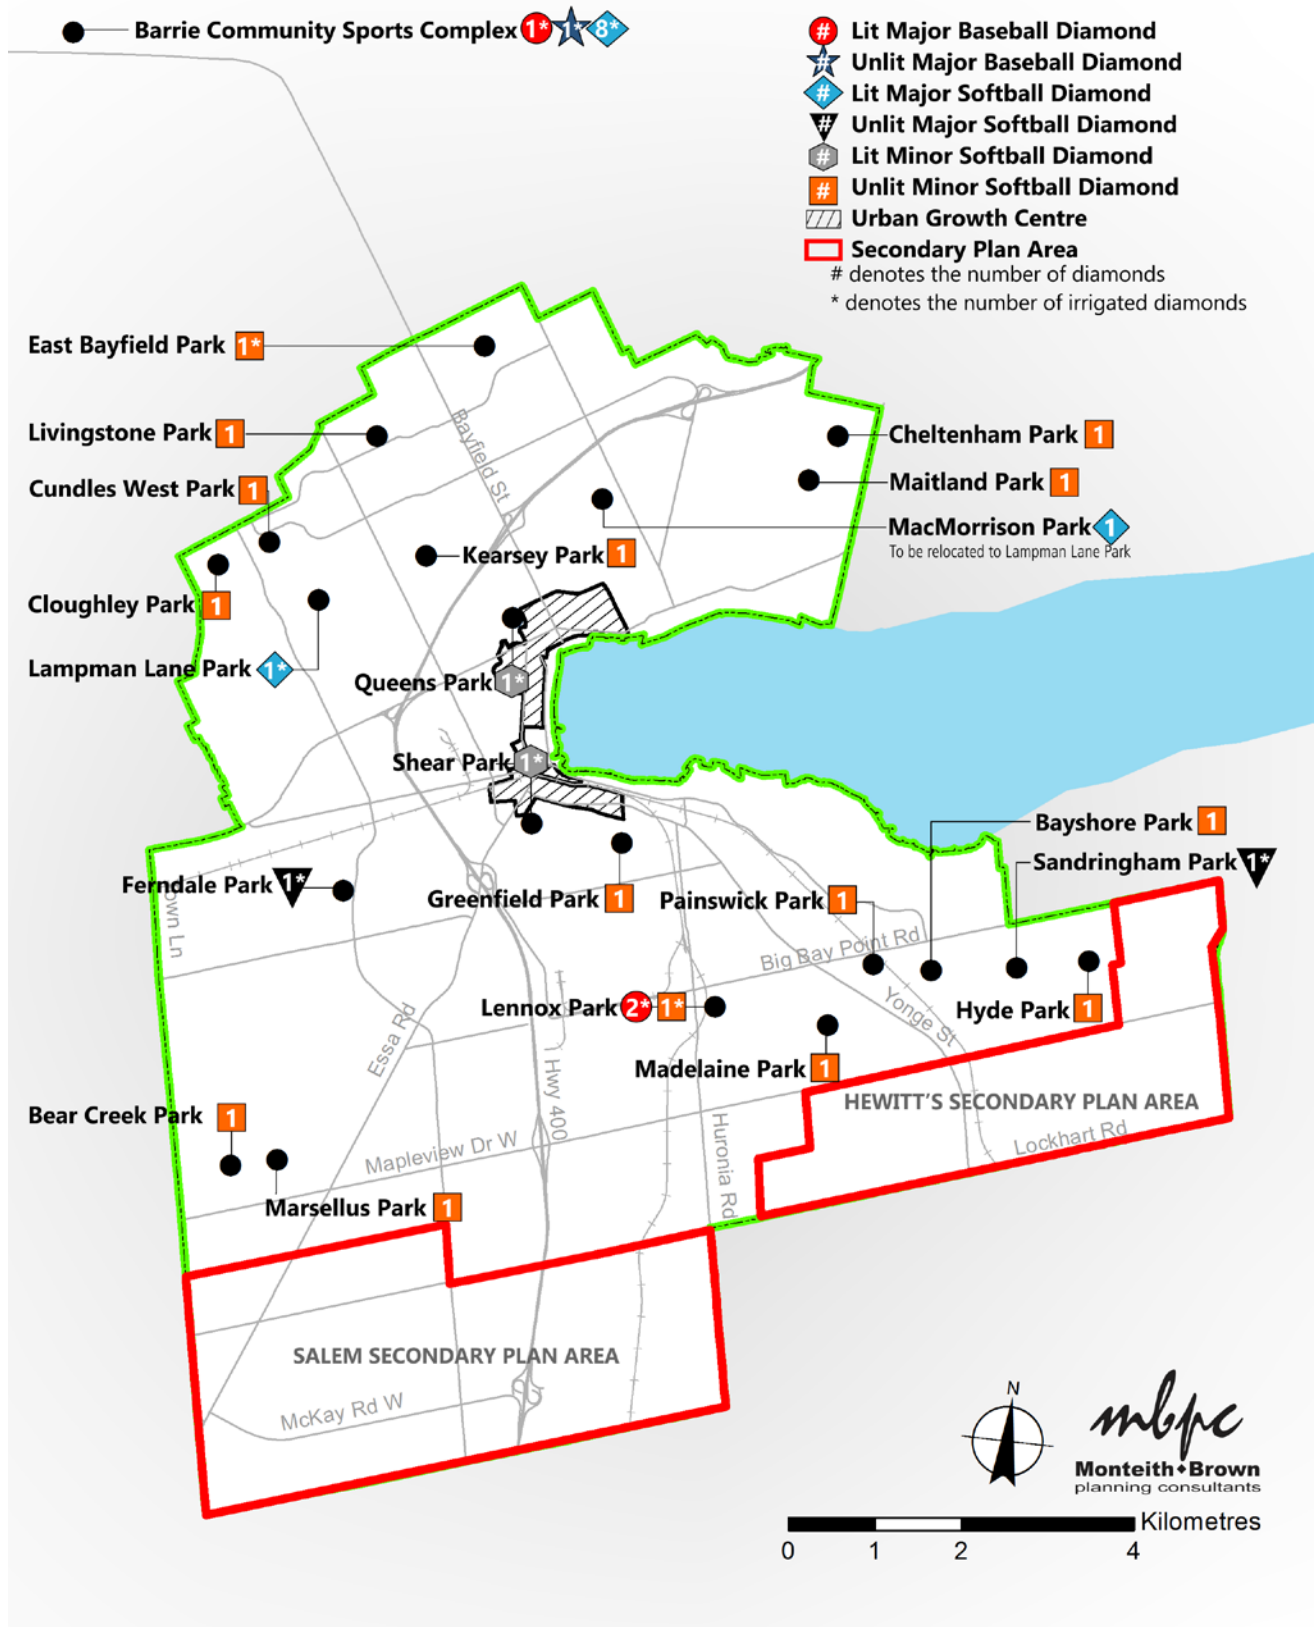 Barrie Community Sports Complex 1* 1* 8*
# Lit Major Baseball Diamond
# Unlit Major Baseball Diamond
# Lit Major Softball Diamond
# Unlit Major Softball Diamond
# Lit Minor Softball Diamond
# Unlit Minor Softball Diamond
Urban Growth Centre
Secondary Plan Area
# denotes the number of diamonds
* denotes the number of irrigated diamonds
East Bayfield Park 1*
Livingstone Park 1
Cundles West Park 1
Bayfield St
Cheltenham Park 1
Maitland Park 1
MacMorrison Park 1
To be relocated to Lampman Lane Park
Kearsey Park 1
Cloughley Park 1
Lampman Lane Park 1*
Queens Park 1*
Shear Park 1*
Bayshore Park 1
Sandringham Park 1*
Ferndale Park 1*
own Ln
Greenfield Park 1
Painswick Park 1
Big Bay Point Rd
Lennox Park 2* 1*
Yonge St
Hyde Park 1
Essa Rd
Hwy 400
Madelaine Park 1
HEWITT'S SECONDARY PLAN AREA
Bear Creek Park 1
Mapleview Dr W
Huronia Rd
Lockhart Rd
Marsellus Park 1
SALEM SECONDARY PLAN AREA
McKay Rd W
N
mbpc
Monteith Brown
planning consultants
Kilometres
0 1 2 4